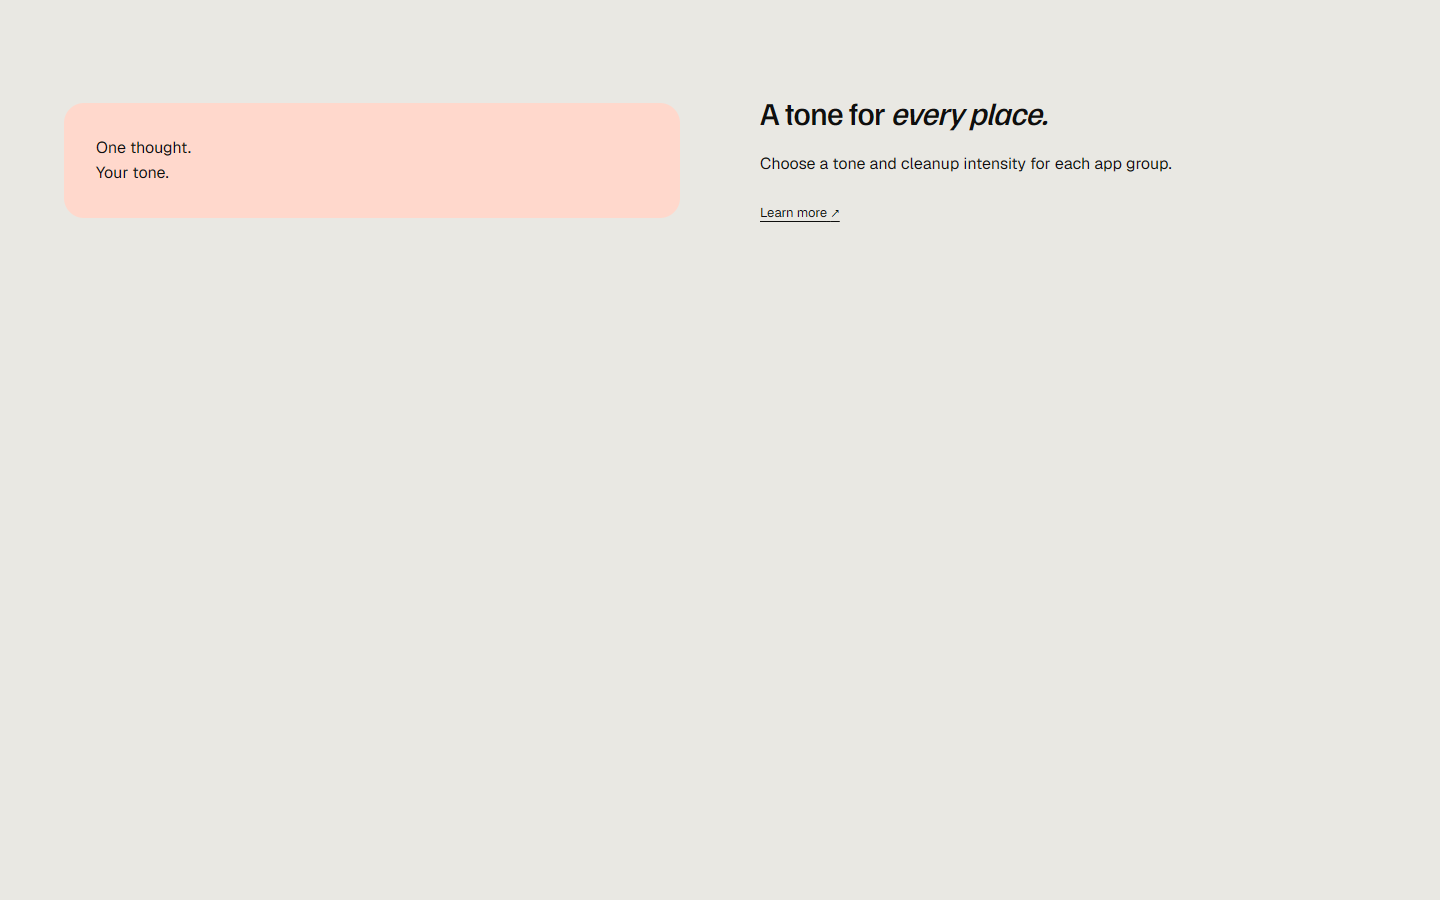 One thought.
Your tone.
A tone for every place.
Choose a tone and cleanup intensity for each app group.
Learn more ↗